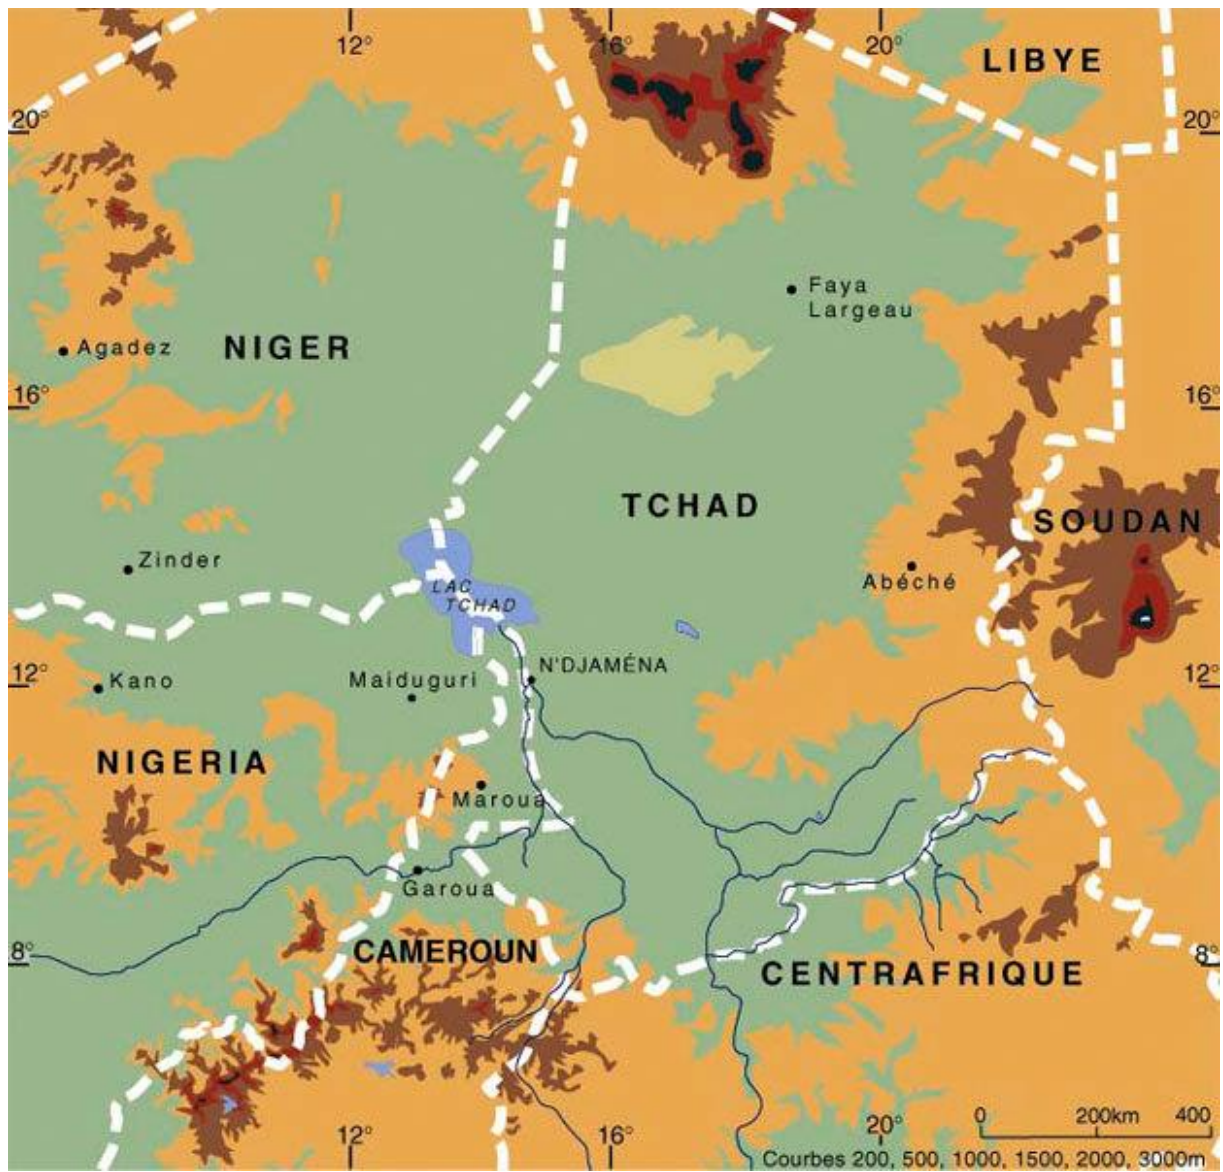 12°
16°
20°
LIBYE
20°
20°
Faya
Largeau
NIGER
Agadez
16°
16°
TCHAD
SOUDAN
Zinder
LAC
TCHAD
Abéché
N'DJAMÉNA
12°
Kano
Maiduguri
12°
NIGERIA
Maroua
Garoua
8°
CAMEROUN
CENTRAFRIQUE
8°
12°
16°
20°
0 200km 400
Courbes 200, 500, 1000, 1500, 2000, 3000m